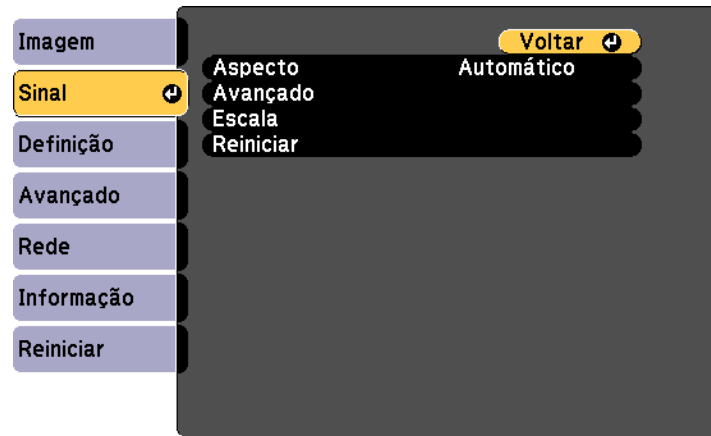 Imagem
Sinal
Definição
Avançado
Rede
Informação
Reiniciar
Voltar
Aspecto Automático
Avançado
Escala
Reiniciar